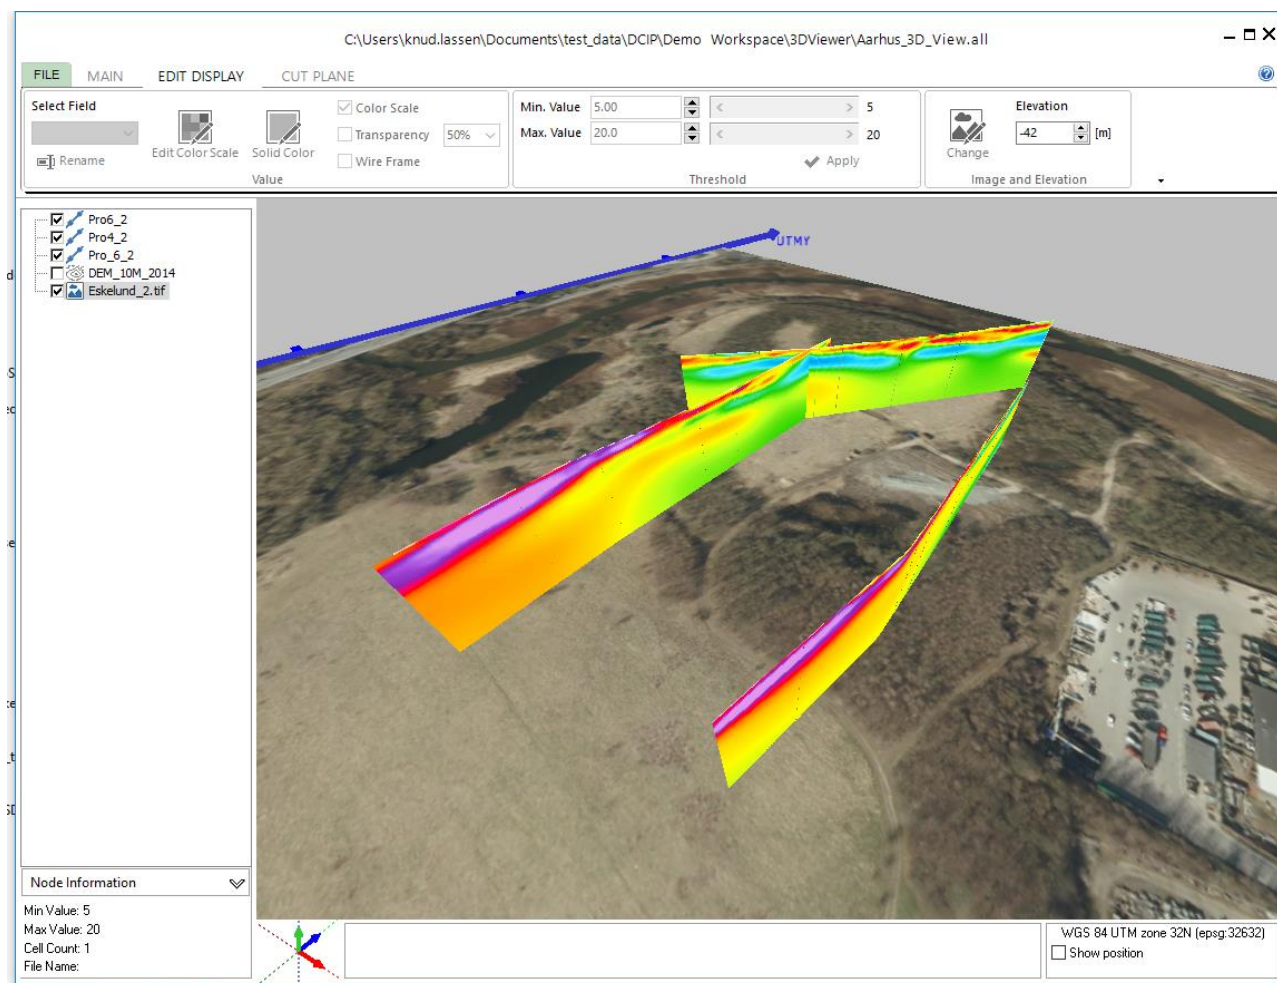 C:\Users\knud.lassen\Documents\test_data\DCIP\Demo Workspace\3DViewer\Aarhus_3D_View.all
FILE MAIN EDIT DISPLAY CUT PLANE
Select Field
Rename
Edit Color Scale
Solid Color
Color Scale
Transparency 50%
Wire Frame
Value
Min. Value 5.00 5
Max. Value 20.0 20
Apply
Threshold
Change
Elevation
-42 [m]
Image and Elevation
Pro6_2
Pro4_2
Pro_6_2
DEM_10M_2014
Eskelund_2.tif
UTMY
Node Information
Min Value: 5
Max Value: 20
Cell Count: 1
File Name:
WGS 84 UTM zone 32N (epsg:32632)
Show position